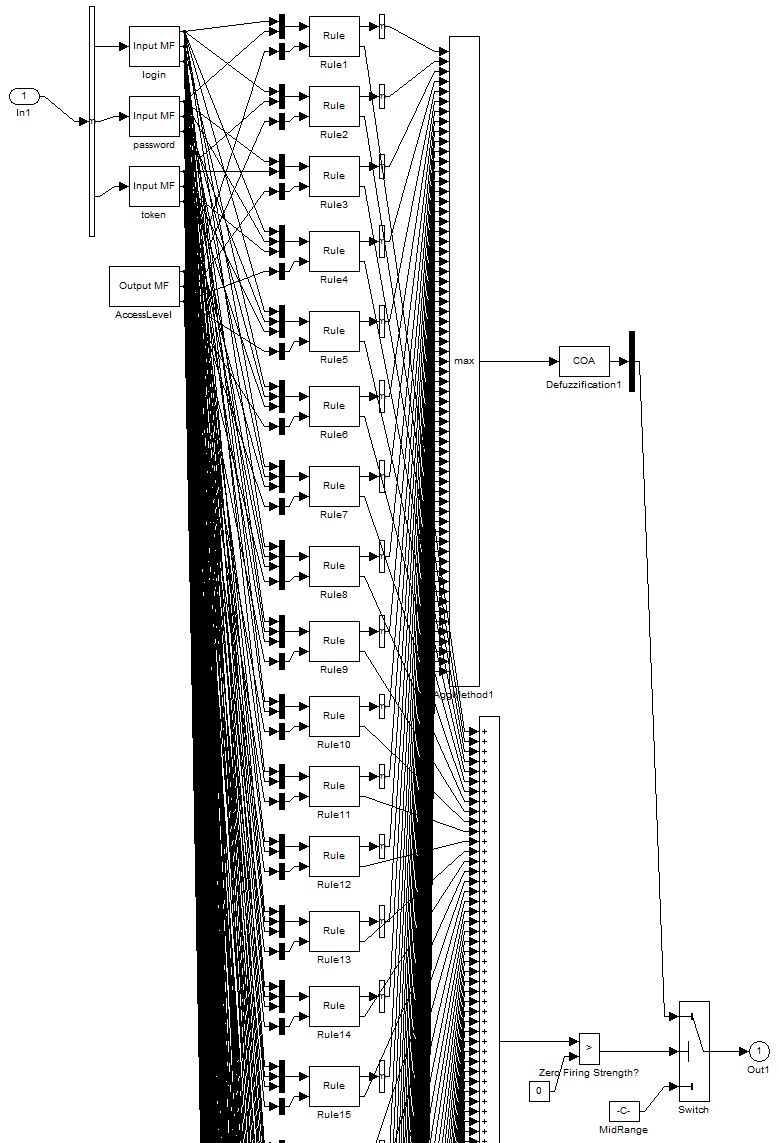 1
In1
Input MF
login
Input MF
password
Input MF
token
Output MF
AccessLevel
m
Rule
Rule1
Rule
Rule2
Rule
Rule3
Rule
Rule4
Rule
Rule5
Rule
Rule6
Rule
Rule7
Rule
Rule8
Rule
Rule9
Rule
Rule10
Rule
Rule11
Rule
Rule12
Rule
Rule13
Rule
Rule14
Rule
Rule15
max
AggMethod1
COA
Defuzzification1
>
Zero Firing Strength?
0
-C-
MidRange
Switch
1
Out1